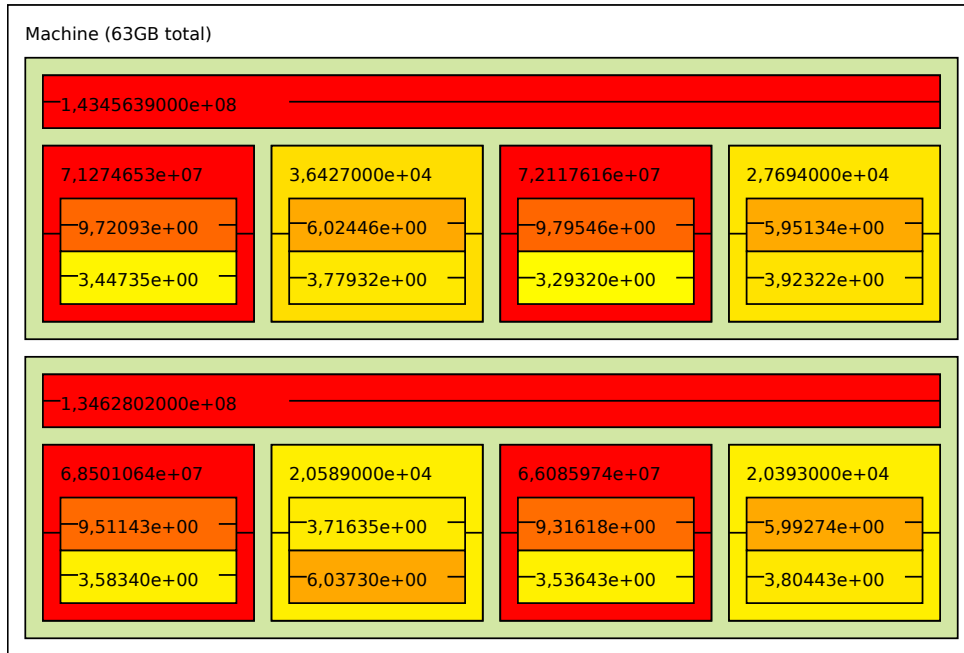 Machine (63GB total)
1,4345639000e+08
7,1274653e+07 3,6427000e+04 7,2117616e+07 2,7694000e+04
9,72093e+00 6,02446e+00 9,79546e+00 5,95134e+00
3,44735e+00 3,77932e+00 3,29320e+00 3,92322e+00
1,3462802000e+08
6,8501064e+07 2,0589000e+04 6,6085974e+07 2,0393000e+04
9,51143e+00 3,71635e+00 9,31618e+00 5,99274e+00
3,58340e+00 6,03730e+00 3,53643e+00 3,80443e+00